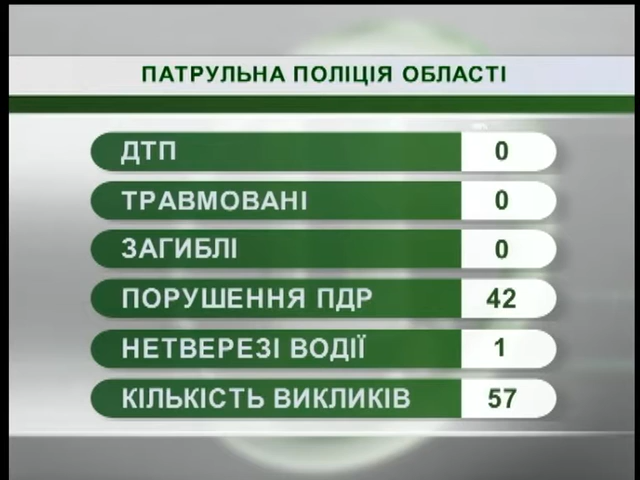 ПАТРУЛЬНА ПОЛІЦІЯ ОБЛАСТІ
ДТП 0
ТРАВМОВАНІ 0
ЗАГИБЛІ 0
ПОРУШЕННЯ ПДР 42
НЕТВЕРЕЗІ ВОДІЇ 1
КІЛЬКІСТЬ ВИКЛИКІВ 57